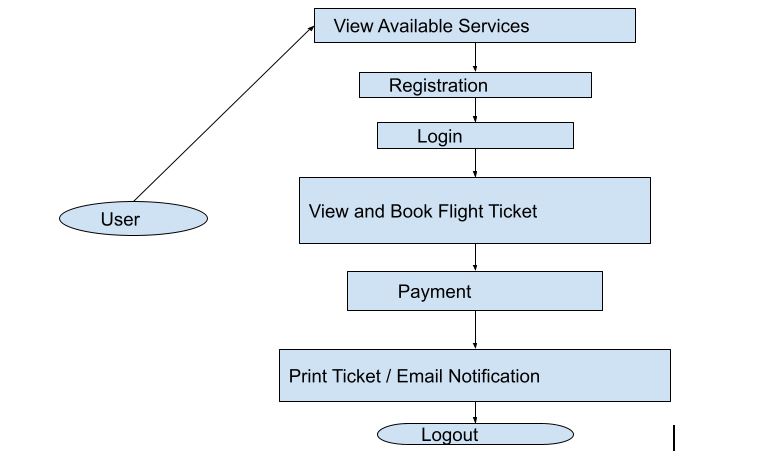 View Available Services
Registration
Login
View and Book Flight Ticket
User
Payment
Print Ticket / Email Notification
Logout